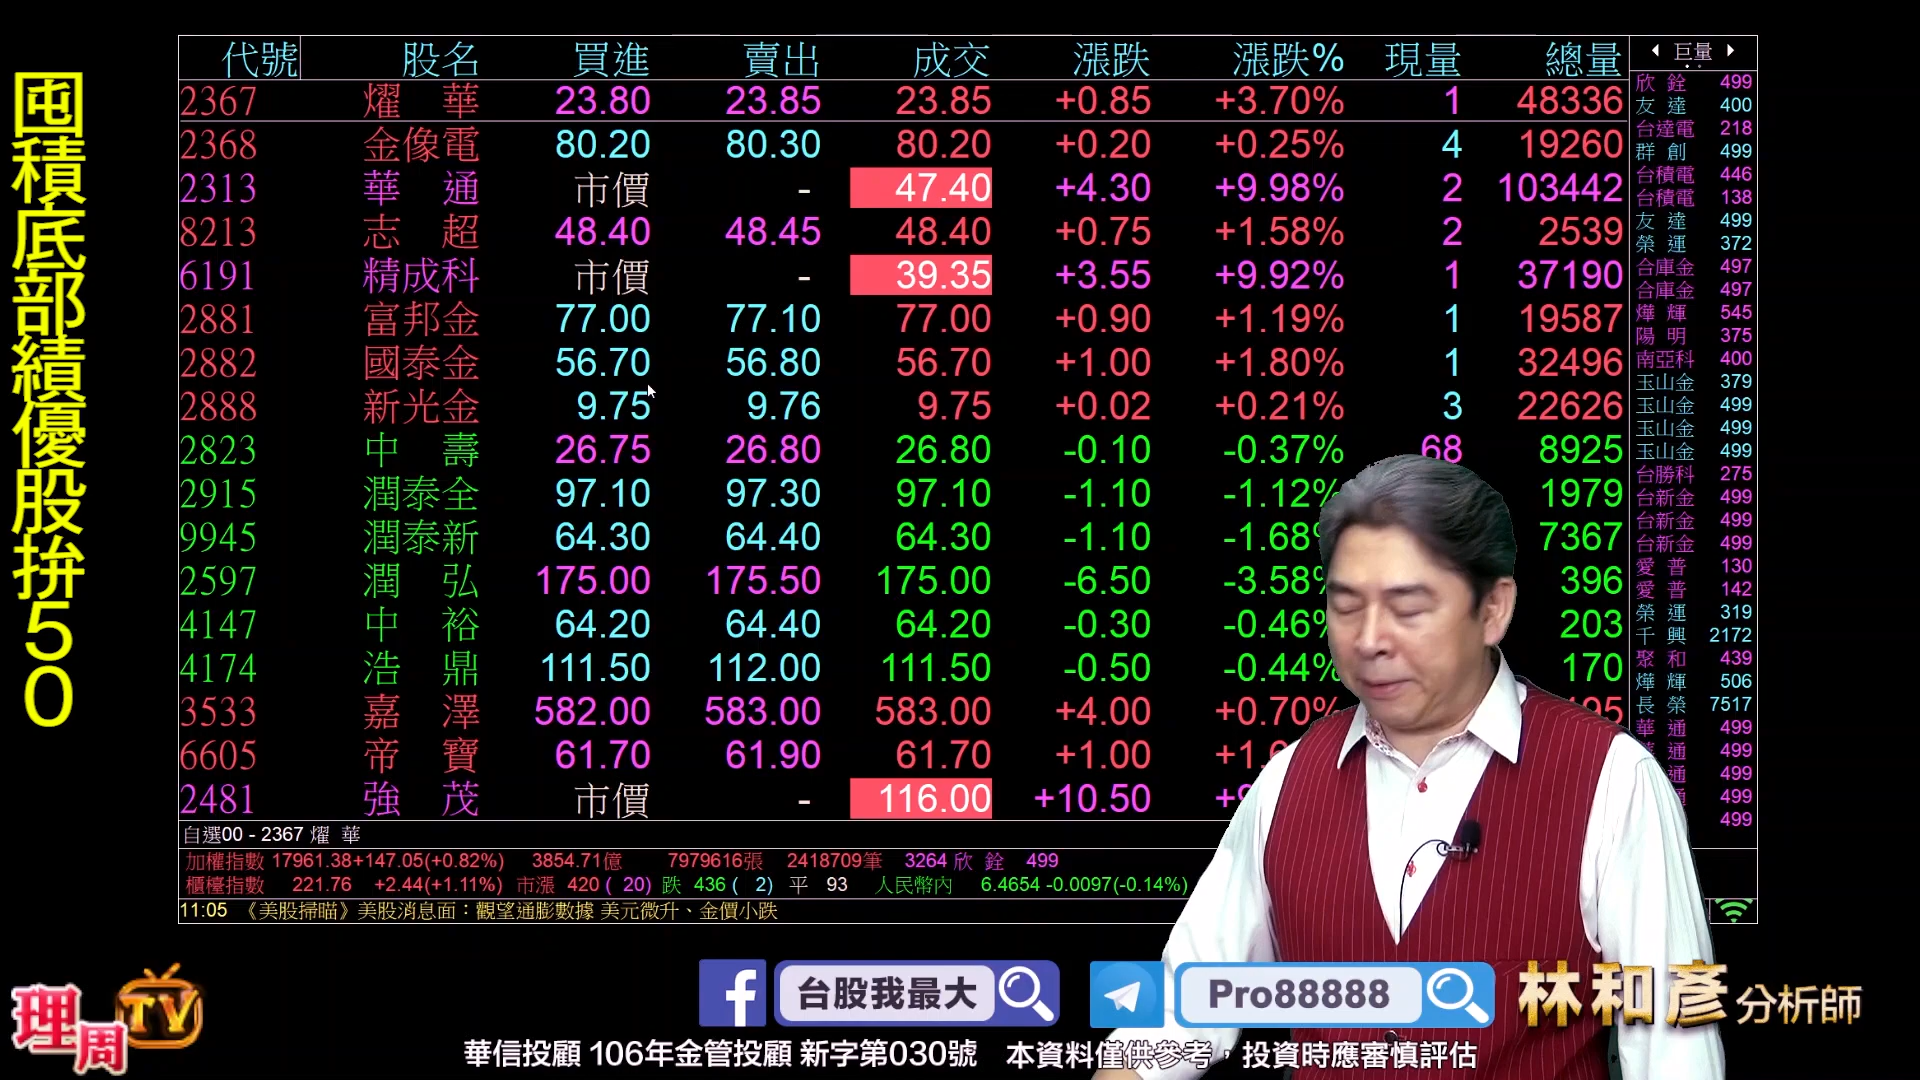 囤積底部績優股拚50
代號 股名 買進 賣出 成交 漲跌 漲跌% 現量 總量
2367 燿華 23.80 23.85 23.85 +0.85 +3.70% 1 48336
2368 金像電 80.20 80.30 80.20 +0.20 +0.25% 4 19260
2313 華通 市價 - 47.40 +4.30 +9.98% 2 103442
8213 志超 48.40 48.45 48.40 +0.75 +1.58% 2 2539
6191 精成科 市價 - 39.35 +3.55 +9.92% 1 37190
2881 富邦金 77.00 77.10 77.00 +0.90 +1.19% 1 19587
2882 國泰金 56.70 56.80 56.70 +1.00 +1.80% 1 32496
2888 新光金 9.75 9.76 9.75 +0.02 +0.21% 3 22626
2823 中壽 26.75 26.80 26.80 -0.10 -0.37% 68 8925
2915 潤泰全 97.10 97.30 97.10 -1.10 -1.12% 1979
9945 潤泰新 64.30 64.40 64.30 -1.10 -1.68% 7367
2597 潤弘 175.00 175.50 175.00 -6.50 -3.58% 396
4147 中裕 64.20 64.40 64.20 -0.30 -0.46% 203
4174 浩鼎 111.50 112.00 111.50 -0.50 -0.44% 170
3533 嘉澤 582.00 583.00 583.00 +4.00 +0.70%
6605 帝寶 61.70 61.90 61.70 +1.00
2481 強茂 市價 - 116.00 +10.50
巨量
欣銓 499
友達 400
台達電 218
群創 499
台積電 446
台積電 138
友達 499
榮運 372
合庫金 497
合庫金 497
燁輝 545
陽明 375
南亞科 400
玉山金 379
玉山金 499
玉山金 499
玉山金 499
台勝科 275
台新金 499
台新金 499
台新金 499
愛普 130
愛普 142
榮運 319
千興 2172
聚和 439
燁輝 506
長榮 7517
華通 499
通 499
通 499
499
499
自選00 - 2367 燿華
加權指數 17961.38+147.05(+0.82%) 3854.71億 7979616張 2418709筆 3264 欣銓 499
櫃檯指數 221.76 +2.44(+1.11%) 市漲 420 ( 20) 跌 436 ( 2) 平 93 人民幣內 6.4654 -0.0097(-0.14%)
11:05 《美股掃瞄》美股消息面：觀望通膨數據 美元微升、金價小跌
理周TV
f 台股我最大
Pro88888
林和彥分析師
華信投顧 106年金管投顧 新字第030號 本資料僅供參考，投資時應審慎評估